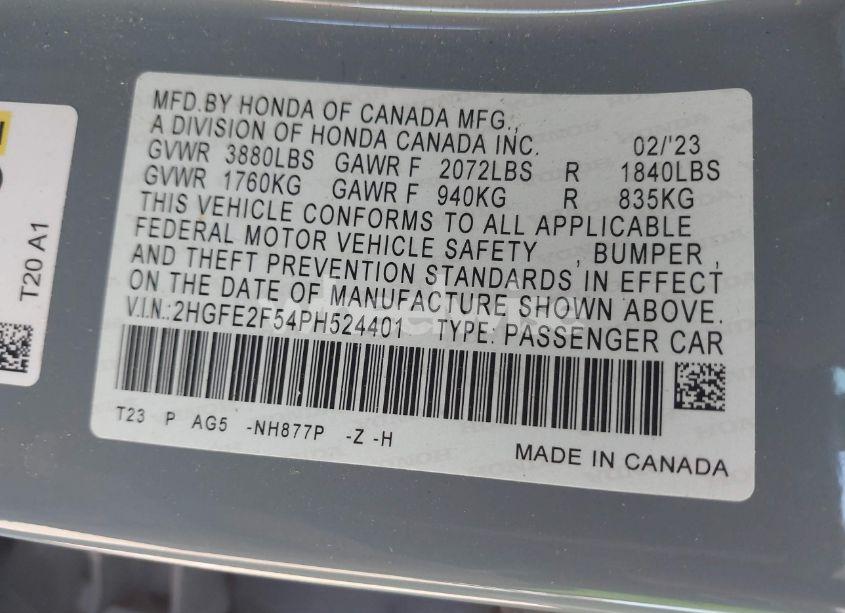 MFD.BY HONDA OF CANADA MFG.,
A DIVISION OF HONDA CANADA INC. 02/'23
GVWR 3880LBS GAWR F 2072LBS R 1840LBS
GVWR 1760KG GAWR F 940KG R 835KG
THIS VEHICLE CONFORMS TO ALL APPLICABLE
FEDERAL MOTOR VEHICLE SAFETY , BUMPER ,
AND THEFT PREVENTION STANDARDS IN EFFECT
ON THE DATE OF MANUFACTURE SHOWN ABOVE.
V.I.N.:2HGFE2F54PH524401 TYPE: PASSENGER CAR
T23 P AG5 -NH877P -Z -H
MADE IN CANADA
T20 A1